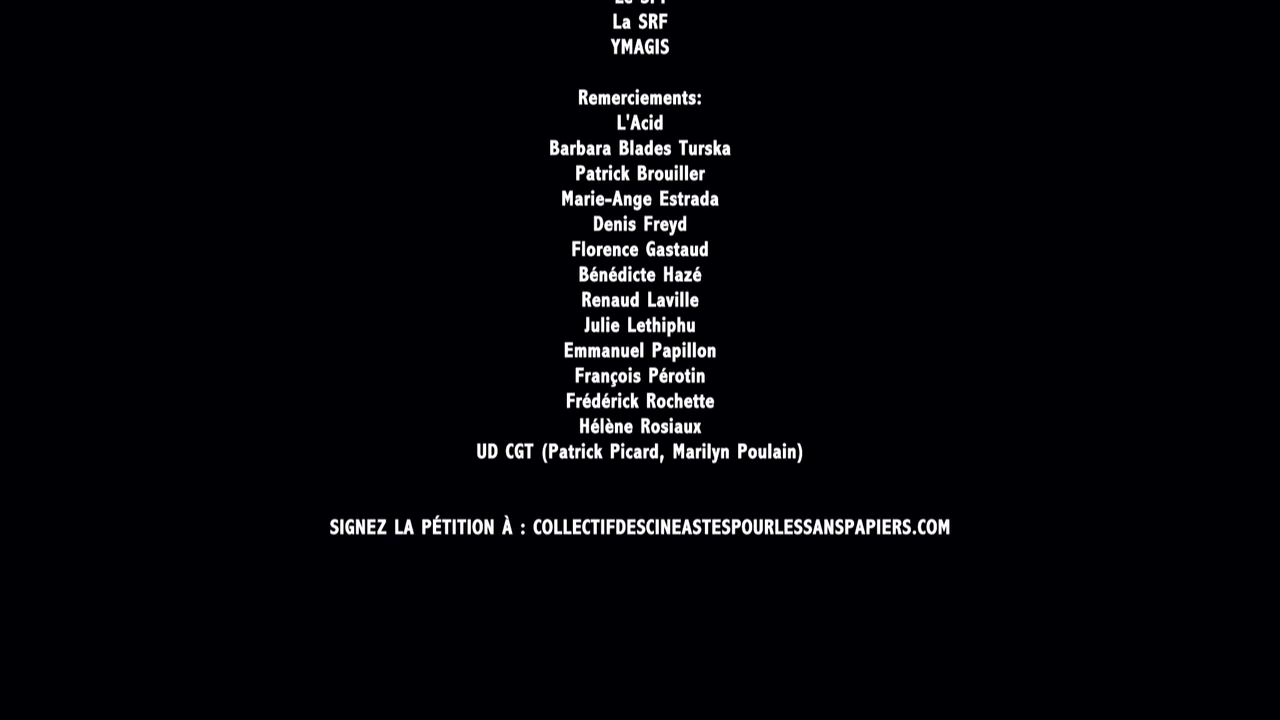 La SRF
YMAGIS
Remerciements:
L'Acid
Barbara Blades Turska
Patrick Brouiller
Marie-Ange Estrada
Denis Freyd
Florence Gastaud
Bénédicte Hazé
Renaud Laville
Julie Lethiphu
Emmanuel Papillon
François Pérotin
Frédérick Rochette
Hélène Rosiaux
UD CGT (Patrick Picard, Marilyn Poulain)
SIGNEZ LA PÉTITION À : COLLECTIFDESCINEASTESPOURLESSANSPAPIERS.COM